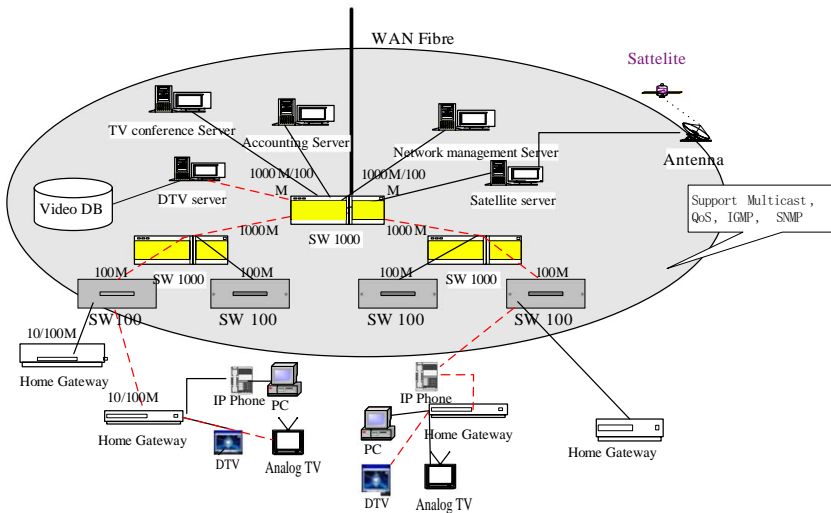 WAN Fibre
Sattelite
TV conference Server
Accounting Server
Network management Server
Antenna
1000 M/100
M
1000 M/100
M
Video DB
DTV server
Satellite server
Support Multicast,
QoS, IGMP, SNMP
1000M
SW 1000
1000M
100M
SW 1000
100M
100M
SW 1000
100M
SW100
SW 100
SW 100
SW 100
10/100M
Home Gateway
10/100M
Home Gateway
IP Phone
PC
DTV
Analog TV
IP Phone
PC
Home Gateway
DTV
Analog TV
Home Gateway